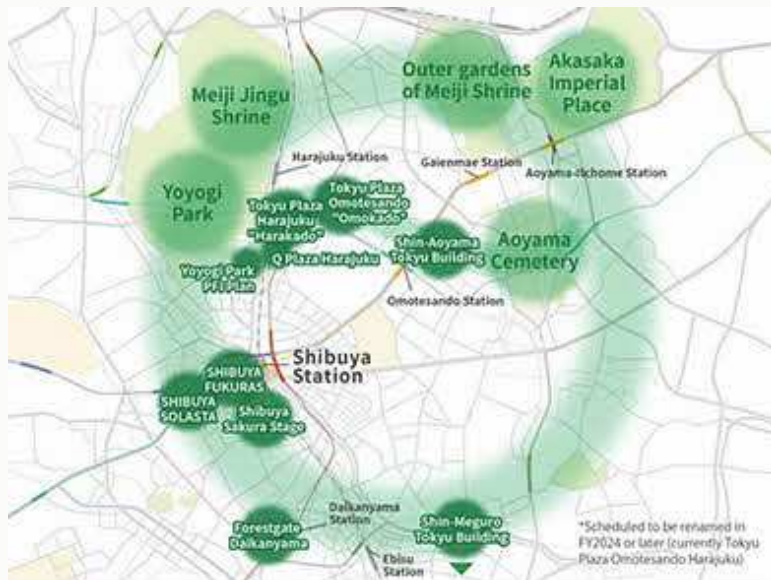 Meiji Jingu
Shrine
Outer gardens
of Meiji Shrine
Akasaka
Imperial
Place
Harajuku Station
Gaienmae Station
Aoyama-Itchome Station
Yoyogi
Park
Tokyu Plaza
Harajuku
"Harakado"
Tokyu Plaza
Omotesando
"Omokado"
Shin-Aoyama
Tokyu Building
Aoyama
Cemetery
Yoyogi Park
PFI Plan
Q Plaza Harajuku
Omotesando Station
Shibuya
Station
SHIBUYA
FUKURAS
SHIBUYA
SOLASTA
Shibuya
Sakura Stage
Forestgate
Daikanyama
Daikanyama
Station
Ebisu
Station
Shin-Meguro
Tokyu Building
*Scheduled to be renamed in
FY2024 or later (currently Tokyu
Plaza Omotesando Harajuku)